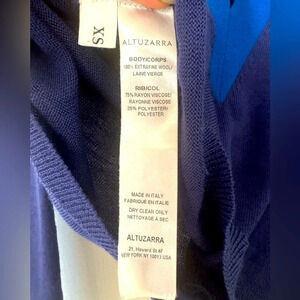 XS
ALTUZARRA
BODY/CORPS
100% EXTRAFINE WOOL/
LAINE VIERGE
RIB/COL
75% RAYON VISCOSE/
RAYONNE VISCOSE
25% POLYESTER/
POLYESTER
MADE IN ITALY
FABRIQUÉ EN ITALIE
DRY CLEAN ONLY
NETTOYAGE A SEC
ALTUZARRA
21, Howard St 4F
NEW YORK NY 10013 USA